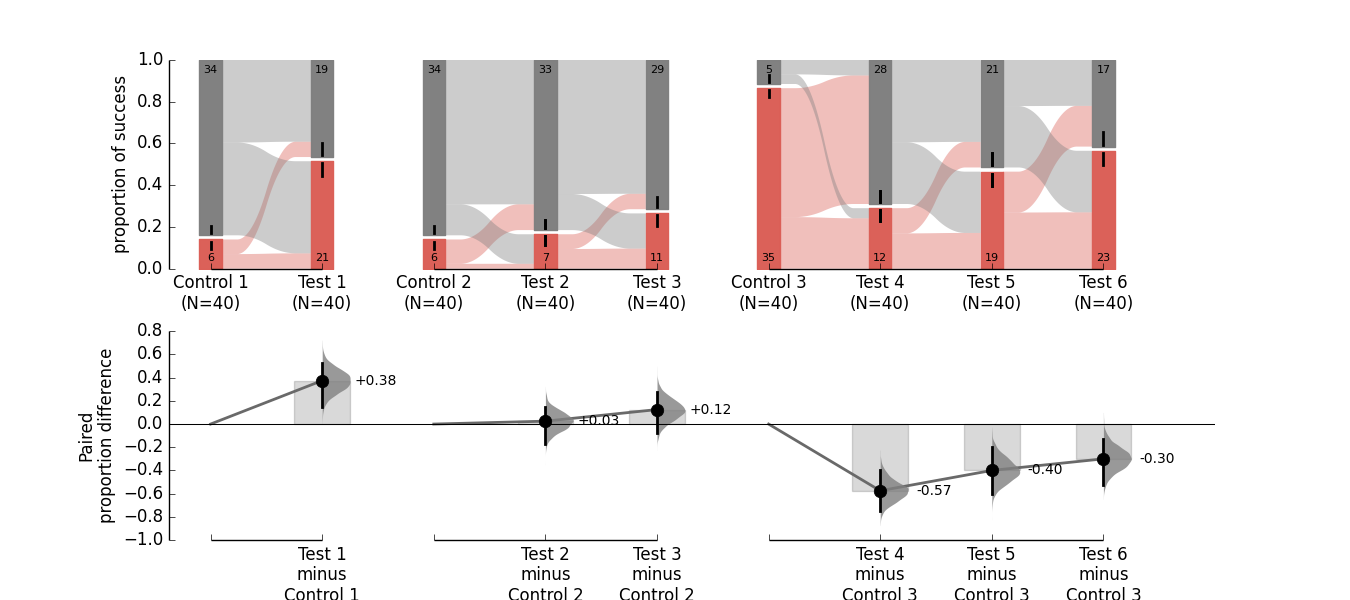 proportion of success
1.0
0.8
0.6
0.4
0.2
0.0
34
19
34
33
29
5
28
21
17
6
21
6
7
11
35
12
19
23
Control 1
(N=40)
Test 1
(N=40)
Control 2
(N=40)
Test 2
(N=40)
Test 3
(N=40)
Control 3
(N=40)
Test 4
(N=40)
Test 5
(N=40)
Test 6
(N=40)
Paired
proportion difference
0.8
0.6
0.4
0.2
0.0
−0.2
−0.4
−0.6
−0.8
−1.0
+0.38
+0.03
+0.12
-0.57
-0.40
-0.30
Test 1
minus
Control 1
Test 2
minus
Control 2
Test 3
minus
Control 2
Test 4
minus
Control 3
Test 5
minus
Control 3
Test 6
minus
Control 3